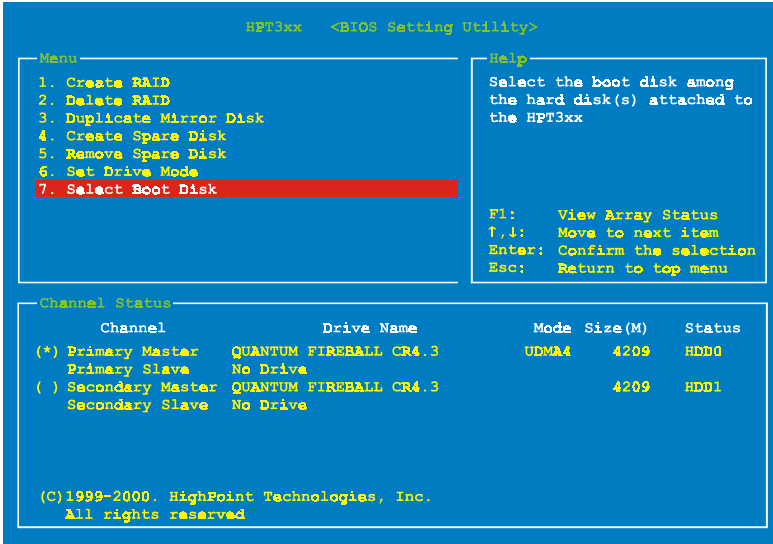 HPT3xx <BIOS Setting Utility>
Menu
1. Create RAID
2. Delete RAID
3. Duplicate Mirror Disk
4. Create Spare Disk
5. Remove Spare Disk
6. Set Drive Mode
7. Select Boot Disk
Help
Select the boot disk among
the hard disk(s) attached to
the HPT3xx
F1: View Array Status
↑,↓: Move to next item
Enter: Confirm the selection
Esc: Return to top menu
Channel Status
Channel Drive Name Mode Size(M) Status
(*) Primary Master QUANTUM FIREBALL CR4.3 UDMA4 4209 HDD0
Primary Slave No Drive
( ) Secondary Master QUANTUM FIREBALL CR4.3 4209 HDD1
Secondary Slave No Drive
(C)1999-2000. HighPoint Technologies, Inc.
All rights reserved